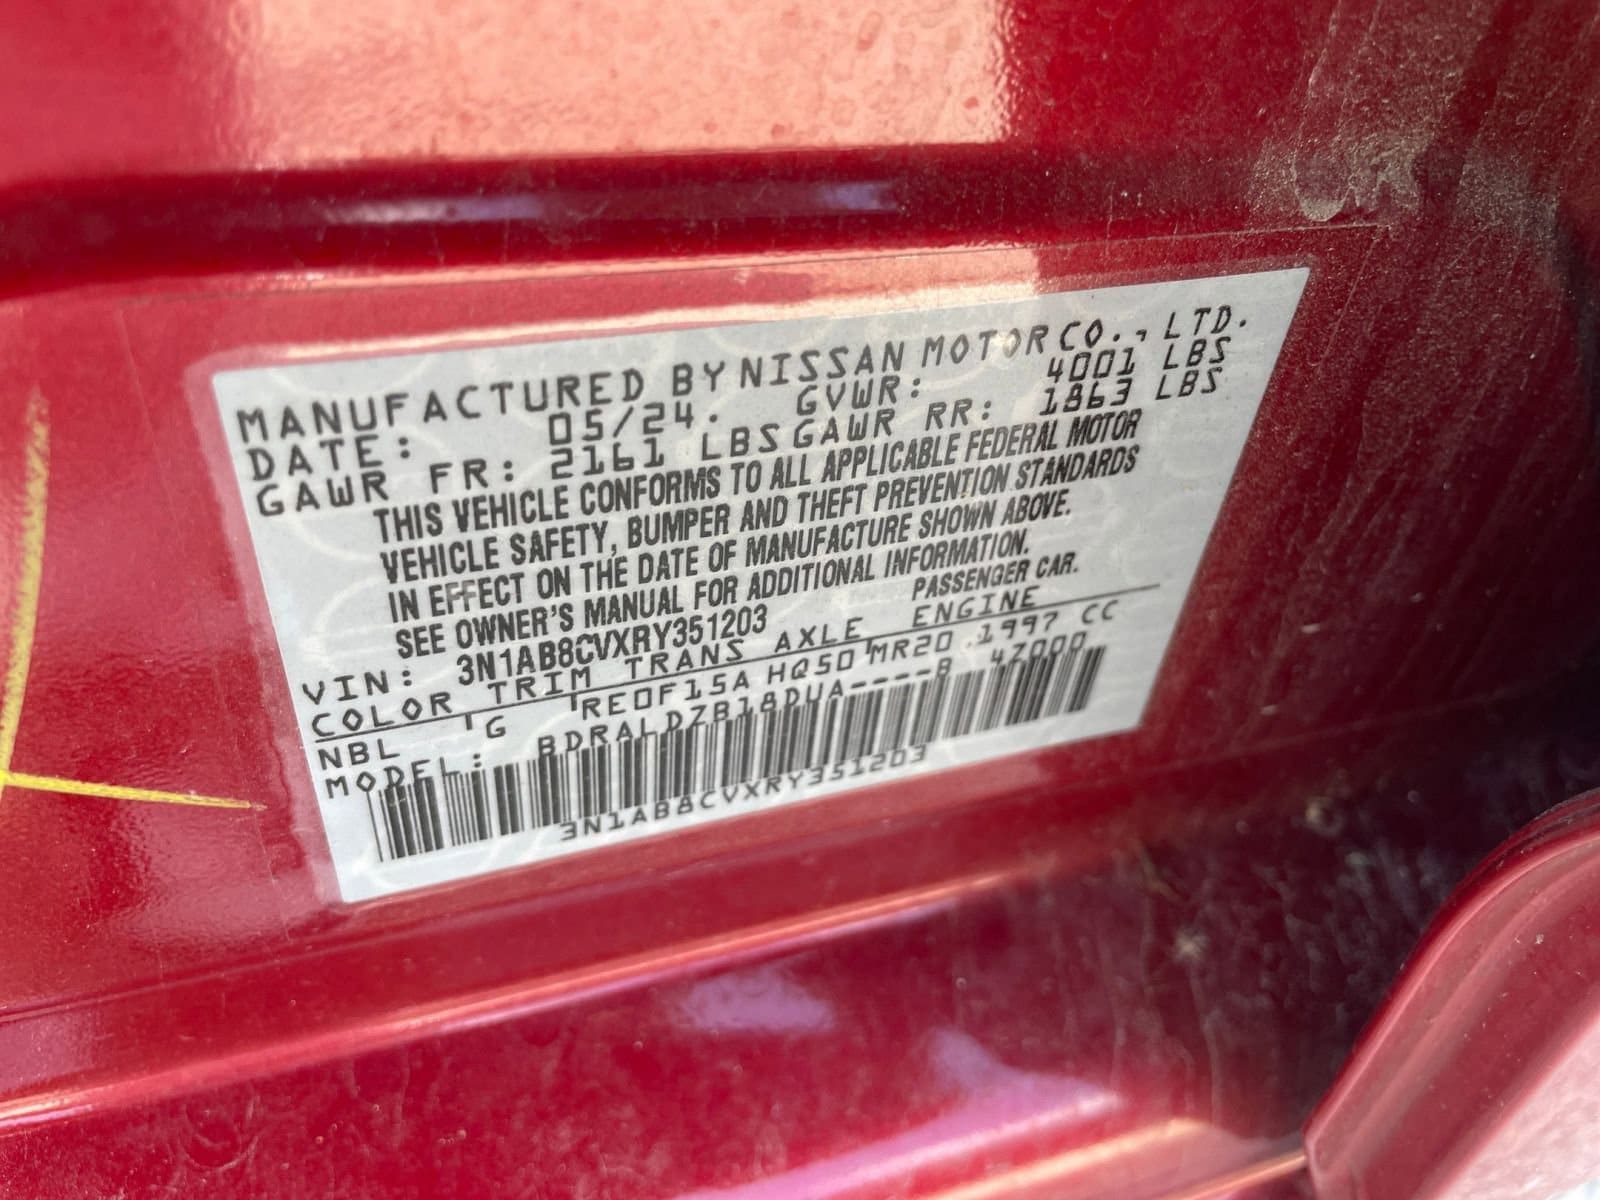 MANUFACTURED BY NISSAN MOTOR CO., LTD.
DATE: 05/24. GVWR: 4001 LBS
GAWR FR: 2161 LBS GAWR RR: 1863 LBS
THIS VEHICLE CONFORMS TO ALL APPLICABLE FEDERAL MOTOR
VEHICLE SAFETY, BUMPER AND THEFT PREVENTION STANDARDS
IN EFFECT ON THE DATE OF MANUFACTURE SHOWN ABOVE.
SEE OWNER'S MANUAL FOR ADDITIONAL INFORMATION.
VIN: 3N1AB8CVXRY351203 PASSENGER CAR.
COLOR TRIM TRANS AXLE ENGINE
NBL G RE0F15A HQ50 MR20 1997 CC
MODEL: BDRALDZB18DUA----B 47000
3N1AB8CVXRY351203